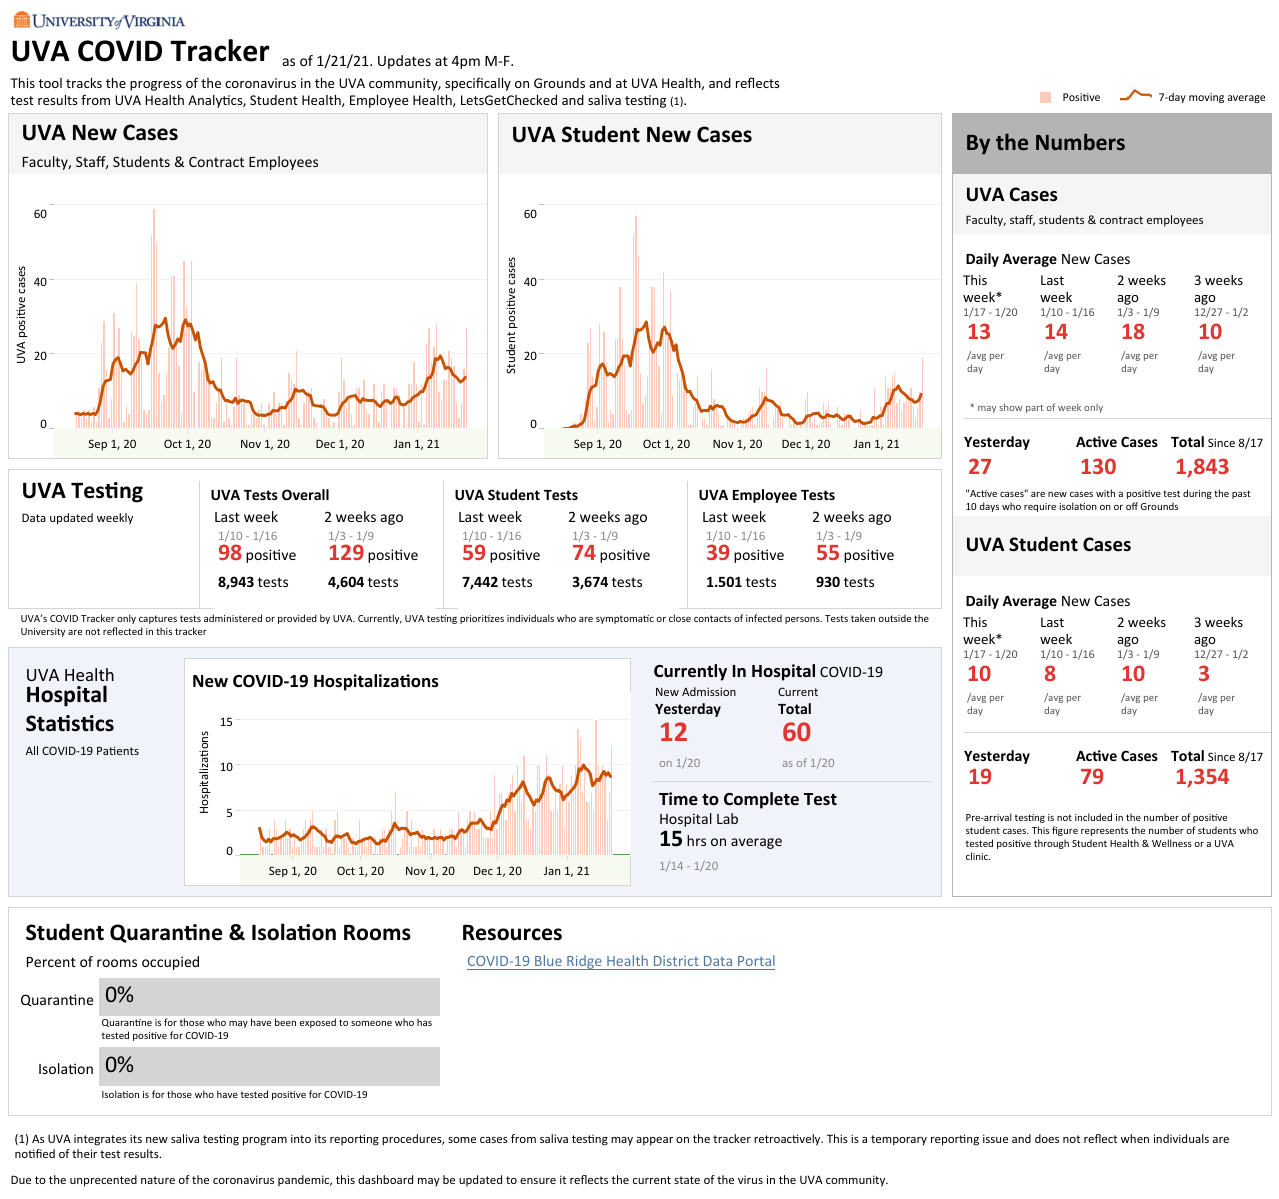 UNIVERSITY of VIRGINIA
UVA COVID Tracker as of 1/21/21. Updates at 4pm M-F.
This tool tracks the progress of the coronavirus in the UVA community, specifically on Grounds and at UVA Health, and reflects
test results from UVA Health Analytics, Student Health, Employee Health, LetsGetChecked and saliva testing (1).
Positive
7-day moving average
UVA New Cases
Faculty, Staff, Students & Contract Employees
UVA positive cases
60
40
20
0
Sep 1, 20
Oct 1, 20
Nov 1, 20
Dec 1, 20
Jan 1, 21
UVA Student New Cases
Student positive cases
60
40
20
0
Sep 1, 20
Oct 1, 20
Nov 1, 20
Dec 1, 20
Jan 1, 21
By the Numbers
UVA Cases
Faculty, staff, students & contract employees
Daily Average New Cases
This Last 2 weeks 3 weeks
week* week ago ago
1/17 - 1/20 1/10 - 1/16 1/3 - 1/9 12/27 - 1/2
13 14 18 10
/avg per /avg per /avg per /avg per
day day day day
* may show part of week only
Yesterday Active Cases Total Since 8/17
27 130 1,843
"Active cases" are new cases with a positive test during the past
10 days who require isolation on or off Grounds
UVA Student Cases
Daily Average New Cases
This Last 2 weeks 3 weeks
week* week ago ago
1/17 - 1/20 1/10 - 1/16 1/3 - 1/9 12/27 - 1/2
10 8 10 3
/avg per /avg per /avg per /avg per
day day day day
Yesterday Active Cases Total Since 8/17
19 79 1,354
Pre-arrival testing is not included in the number of positive
student cases. This figure represents the number of students who
tested positive through Student Health & Wellness or a UVA
clinic.
UVA Testing
Data updated weekly
UVA Tests Overall
Last week 2 weeks ago
1/10 - 1/16 1/3 - 1/9
98 positive 129 positive
8,943 tests 4,604 tests
UVA Student Tests
Last week 2 weeks ago
1/10 - 1/16 1/3 - 1/9
59 positive 74 positive
7,442 tests 3,674 tests
UVA Employee Tests
Last week 2 weeks ago
1/10 - 1/16 1/3 - 1/9
39 positive 55 positive
1.501 tests 930 tests
UVA's COVID Tracker only captures tests administered or provided by UVA. Currently, UVA testing prioritizes individuals who are symptomatic or close contacts of infected persons. Tests taken outside the
University are not reflected in this tracker
UVA Health
Hospital
Statistics
All COVID-19 Patients
New COVID-19 Hospitalizations
Hospitalizations
15
10
5
0
Sep 1, 20
Oct 1, 20
Nov 1, 20
Dec 1, 20
Jan 1, 21
Currently In Hospital COVID-19
New Admission Current
Yesterday Total
12 60
on 1/20 as of 1/20
Time to Complete Test
Hospital Lab
15 hrs on average
1/14 - 1/20
Student Quarantine & Isolation Rooms
Percent of rooms occupied
Quarantine 0%
Quarantine is for those who may have been exposed to someone who has
tested positive for COVID-19
Isolation 0%
Isolation is for those who have tested positive for COVID-19
Resources
COVID-19 Blue Ridge Health District Data Portal
(1) As UVA integrates its new saliva testing program into its reporting procedures, some cases from saliva testing may appear on the tracker retroactively. This is a temporary reporting issue and does not reflect when individuals are
notified of their test results.
Due to the unprecented nature of the coronavirus pandemic, this dashboard may be updated to ensure it reflects the current state of the virus in the UVA community.